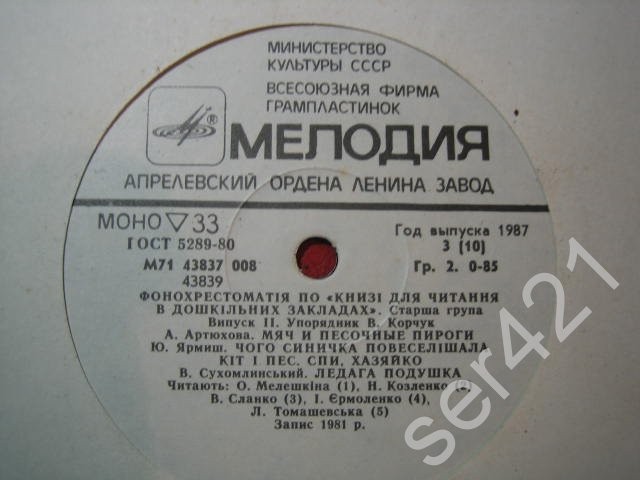 МИНИСТЕРСТВО
КУЛЬТУРЫ СССР
ВСЕСОЮЗНАЯ ФИРМА
ГРАМПЛАСТИНОК
®
МЕЛОДИЯ
АПРЕЛЕВСКИЙ ОРДЕНА ЛЕНИНА ЗАВОД
МОНО ▽ 33
ГОСТ 5289-80
Год выпуска 1987
М71 43837 008
3 (10)
43839
Гр. 2. 0-85
ФОНОХРЕСТОМАТІЯ ПО «КНИЗІ ДЛЯ ЧИТАННЯ
В ДОШКІЛЬНИХ ЗАКЛАДАХ». Старша група
Випуск II. Упорядник В. Корчук
А. Артюхова. МЯЧ И ПЕСОЧНЫЕ ПИРОГИ
Ю. Ярмиш. ЧОГО СИНИЧКА ПОВЕСЕЛІШАЛА
КІТ І ПЕС. СПИ, ХАЗЯЙКО
В. Сухомлинський. ЛЕДАГА ПОДУШКА
Читають: О. Мелешкіна (1), Н. Козленко (2)
В. Сланко (3), І. Єрмоленко (4),
Л. Томашевська (5)
Запис 1981 р.
ser421